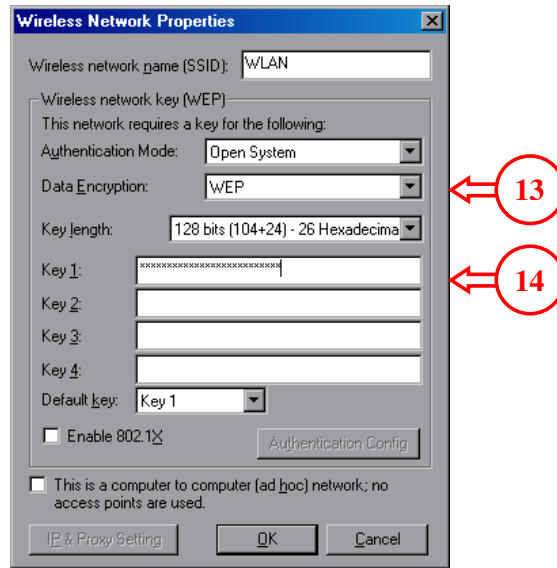 Wireless Network Properties
Wireless network name (SSID): WLAN
Wireless network key (WEP)
This network requires a key for the following:
Authentication Mode: Open System
Data Encryption: WEP
13
Key length: 128 bits (104+24) - 26 Hexadecima
Key 1: **************************
14
Key 2:
Key 3:
Key 4:
Default key: Key 1
Enable 802.1X
Authentication Config
This is a computer to computer (ad hoc) network; no
access points are used.
IP & Proxy Setting OK Cancel